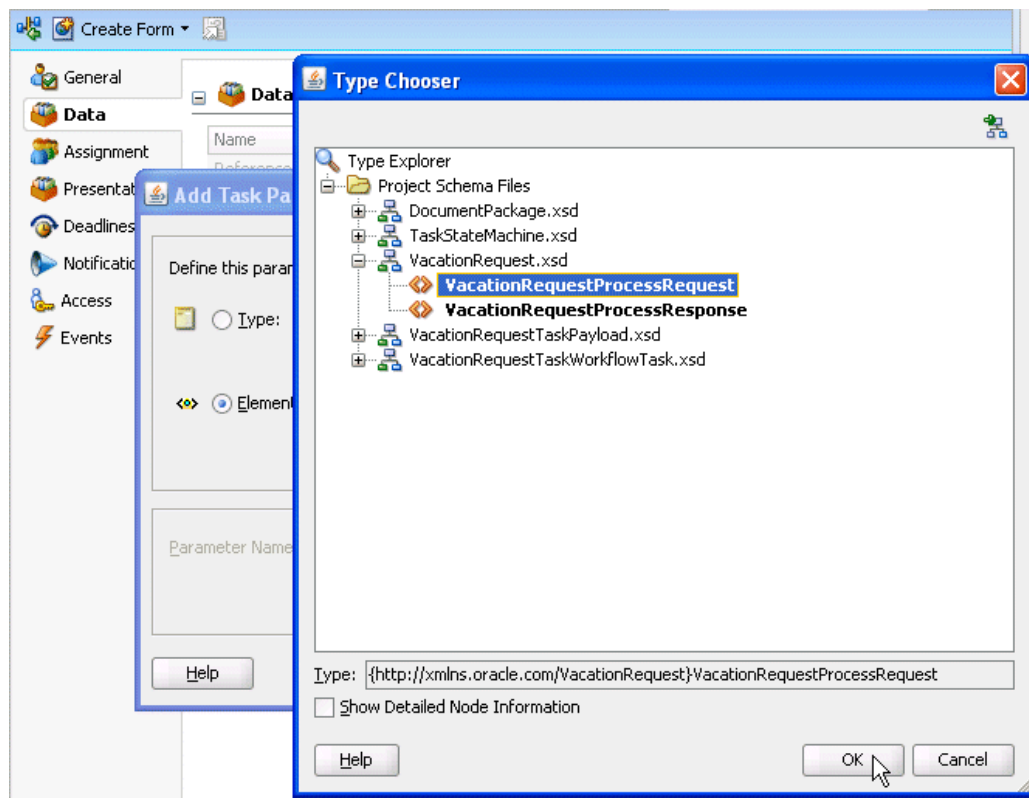 Create Form
General
Data
Assignment
Presentat
Deadlines
Notificatio
Access
Events
Data
Name
Reference
Add Task Pa
Define this parar
Type:
Element
Parameter Name
Help
Type Chooser
Type Explorer
Project Schema Files
DocumentPackage.xsd
TaskStateMachine.xsd
VacationRequest.xsd
VacationRequestProcessRequest
VacationRequestProcessResponse
VacationRequestTaskPayload.xsd
VacationRequestTaskWorkflowTask.xsd
Type: {http://xmlns.oracle.com/VacationRequest}VacationRequestProcessRequest
Show Detailed Node Information
Help
OK
Cancel